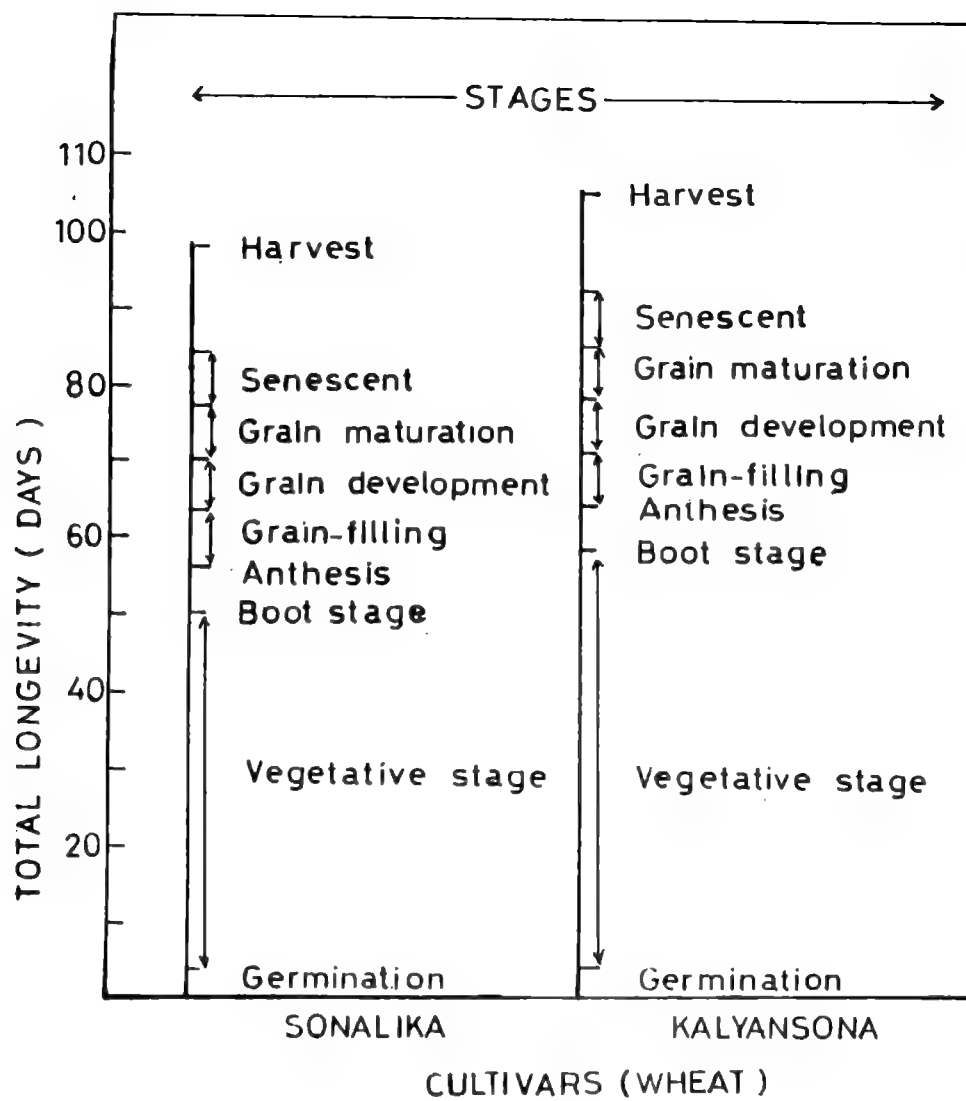 STAGES
TOTAL LONGEVITY (DAYS)
110
100
80
60
40
20
Harvest
Senescent
Grain maturation
Grain development
Grain-filling
Anthesis
Boot stage
Vegetative stage
Germination
Harvest
Senescent
Grain maturation
Grain development
Grain-filling
Anthesis
Boot stage
Vegetative stage
Germination
SONALIKA
KALYANSONA
CULTIVARS (WHEAT)